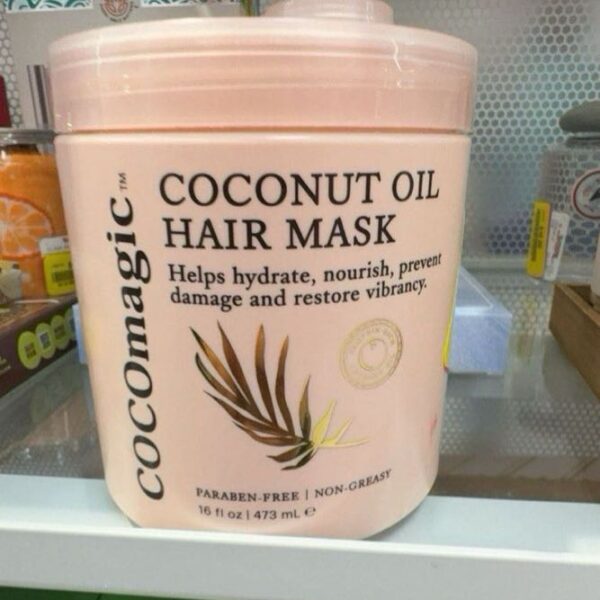 cocomagic™
COCONUT OIL
HAIR MASK
Helps hydrate, nourish, prevent
damage and restore vibrancy.
PARABEN-FREE | NON-GREASY
16 fl oz | 473 mL ℮